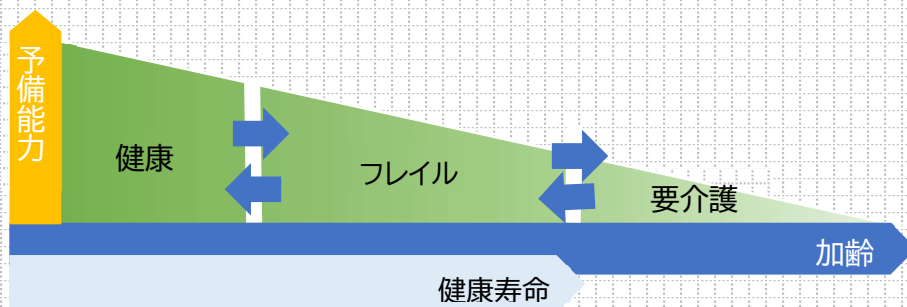 予備能力
健康
フレイル
要介護
加齢
健康寿命